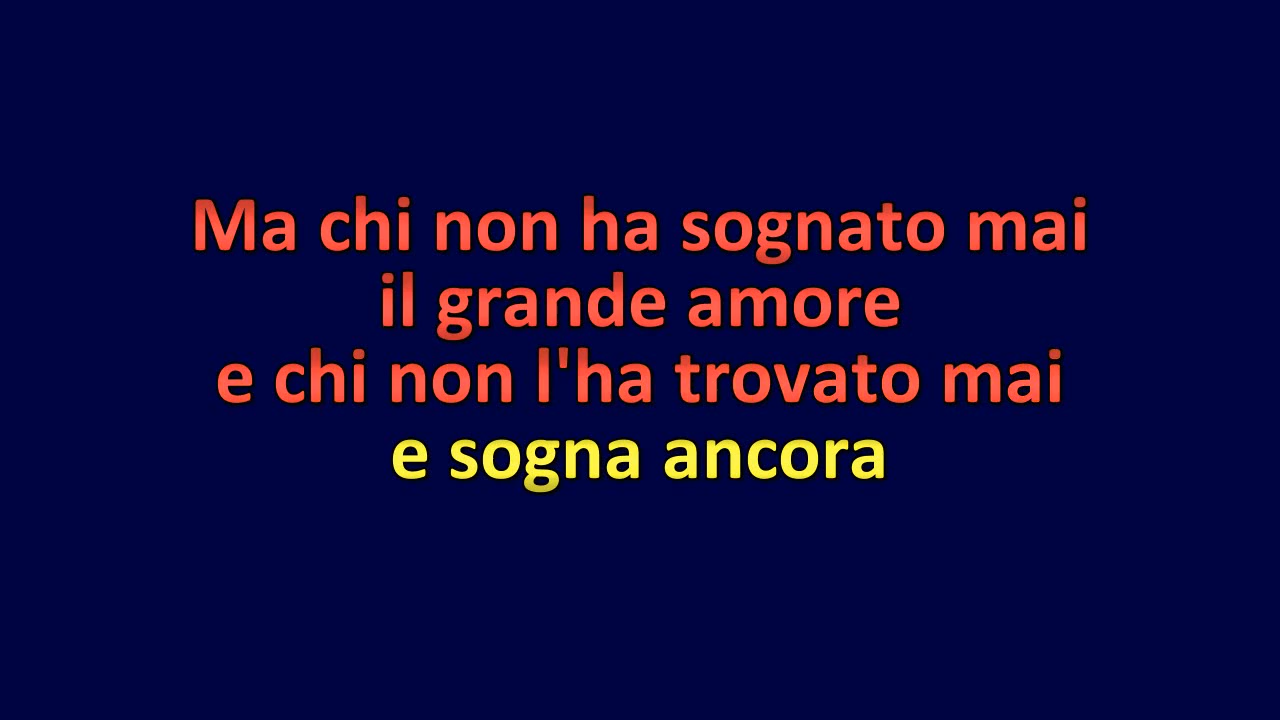 Ma chi non ha sognato mai
il grande amore
e chi non l'ha trovato mai
e sogna ancora